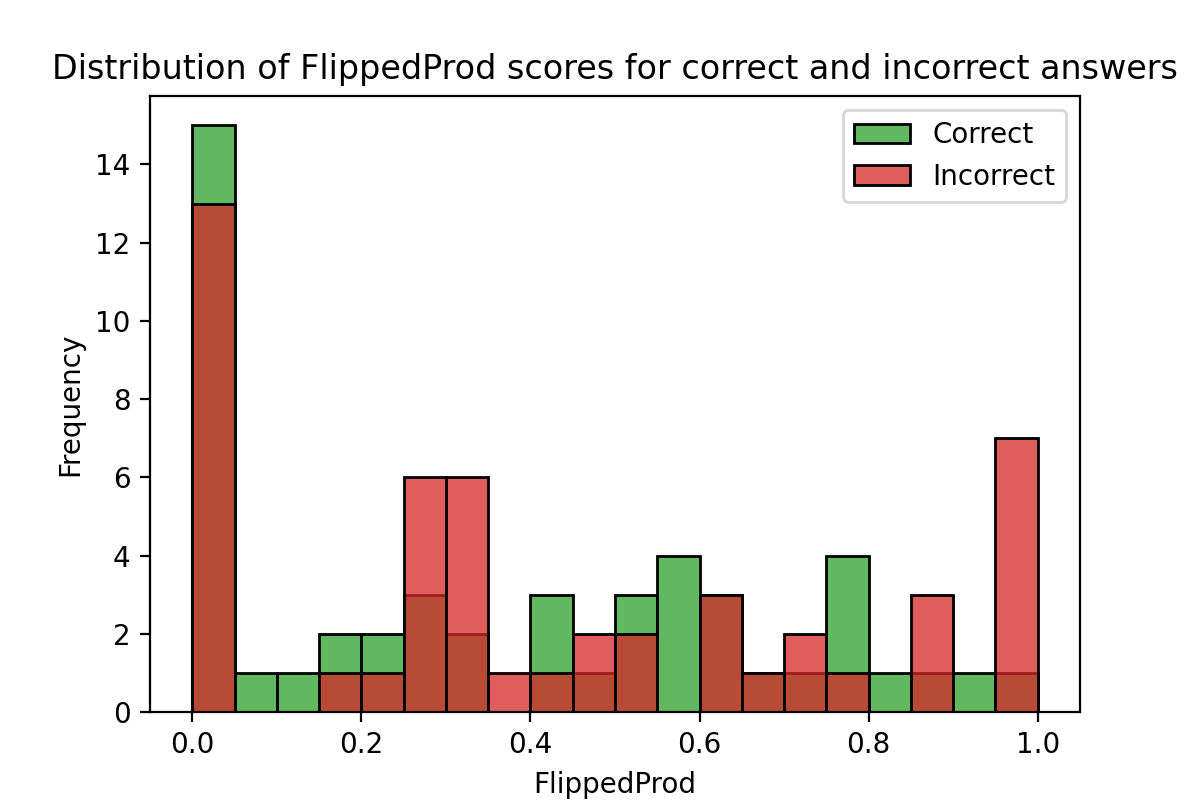 Distribution of FlippedProd scores for correct and incorrect answers
Correct
Incorrect
Frequency
14
12
10
8
6
4
2
0
0.0 0.2 0.4 0.6 0.8 1.0
FlippedProd